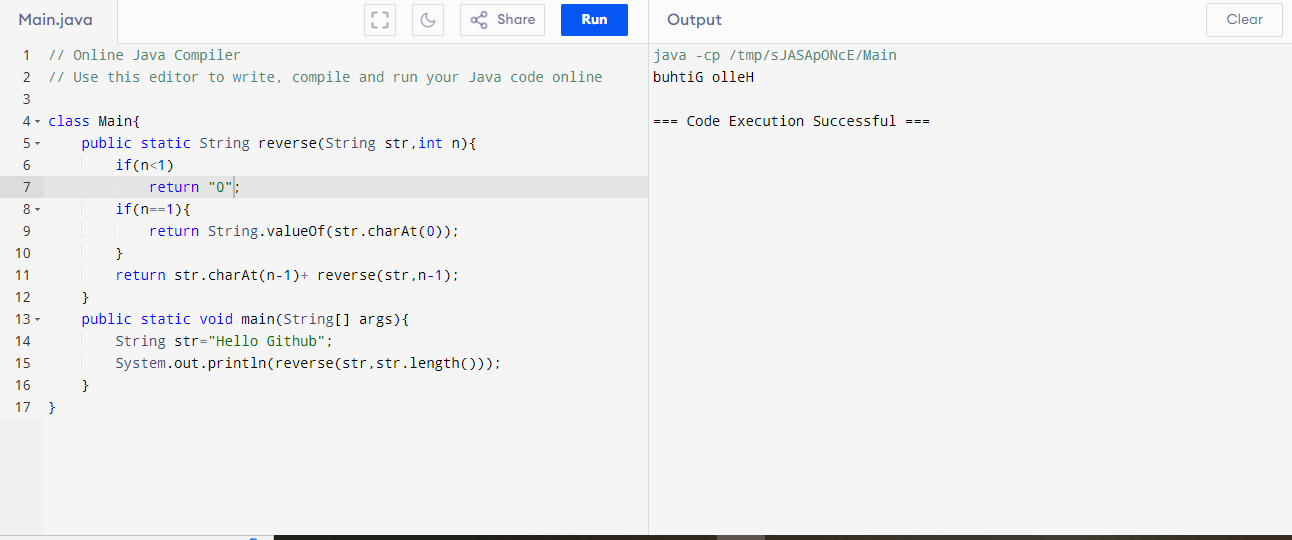 Main.java
Share
Run
Output
Clear
1 // Online Java Compiler
2 // Use this editor to write, compile and run your Java code online
3
4 class Main{
5 public static String reverse(String str,int n){
6 if(n<1)
7 return "0";
8 if(n==1){
9 return String.valueOf(str.charAt(0));
10 }
11 return str.charAt(n-1)+ reverse(str,n-1);
12 }
13 public static void main(String[] args){
14 String str="Hello Github";
15 System.out.println(reverse(str,str.length()));
16 }
17 }
java -cp /tmp/sJASApONcE/Main
buhtiG olleH
=== Code Execution Successful ===